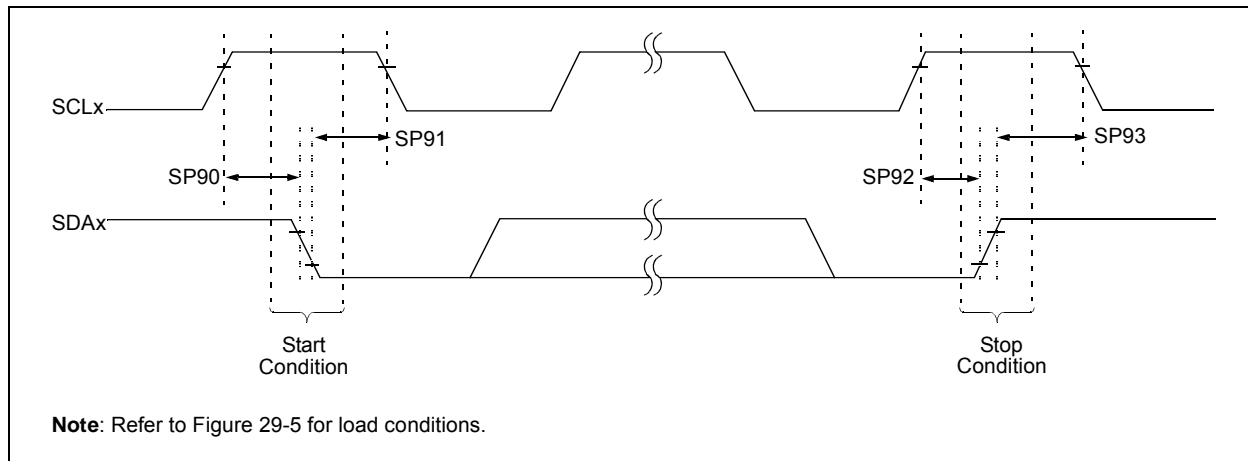 SCLx
SP91
SP93
SP90
SP92
SDAx
Start
Condition
Stop
Condition
Note: Refer to Figure 29-5 for load conditions.